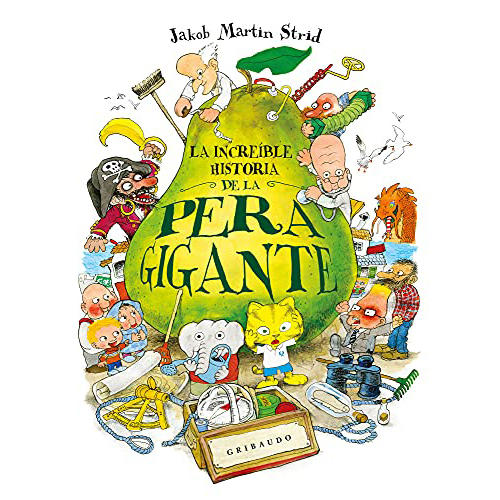 Jakob Martin Strid
LA INCREÍBLE
HISTORIA
DE LA
PERA
GIGANTE
GRIBAUDO